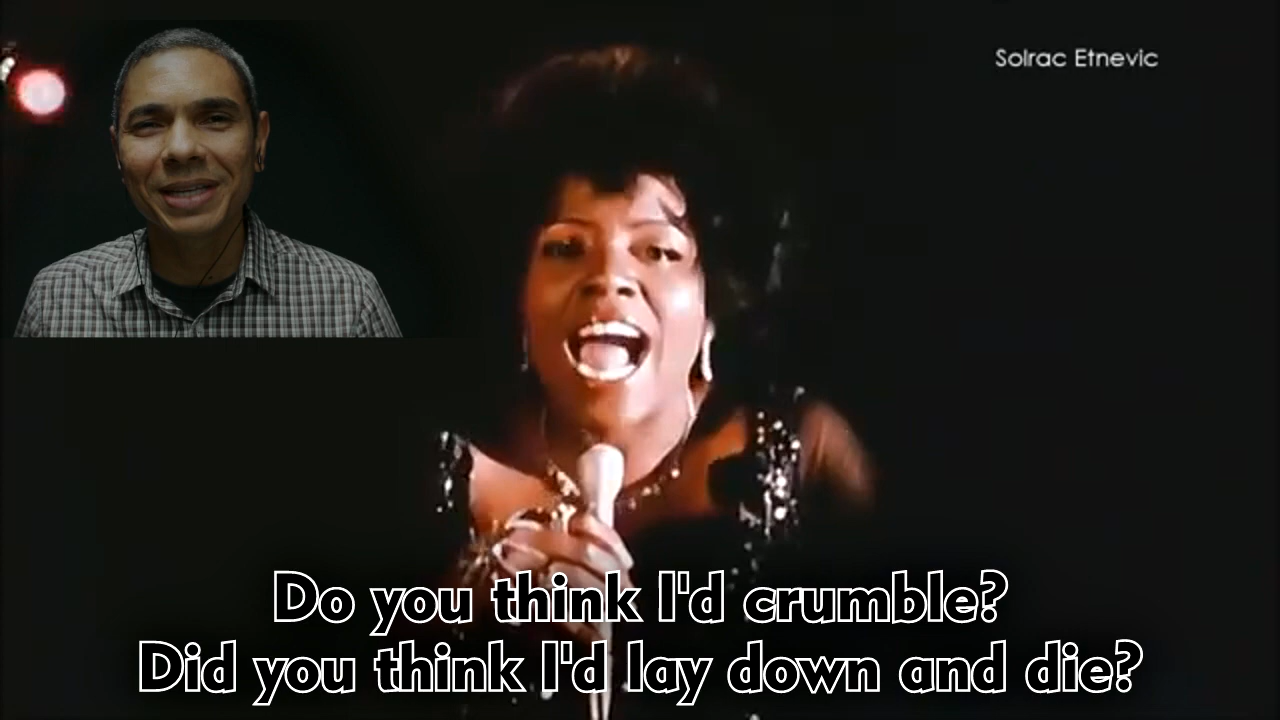 Solrac Etnevic
Do you think I'd crumble?
Did you think I'd lay down and die?